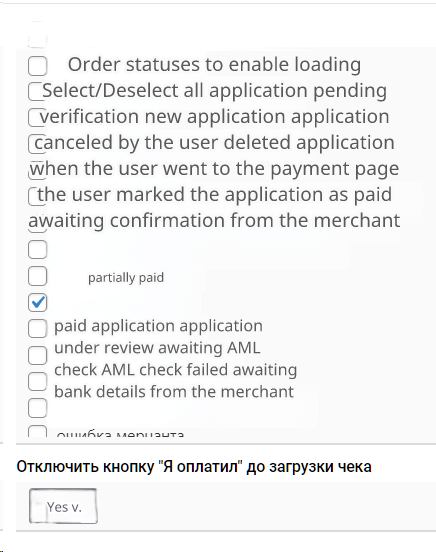 Order statuses to enable loading
Select/Deselect all application pending
verification new application application
canceled by the user deleted application
when the user went to the payment page
the user marked the application as paid
awaiting confirmation from the merchant
partially paid
paid application application
under review awaiting AML
check AML check failed awaiting
bank details from the merchant
ошибка мерчанта
Отключить кнопку "Я оплатил" до загрузки чека
Yes v.